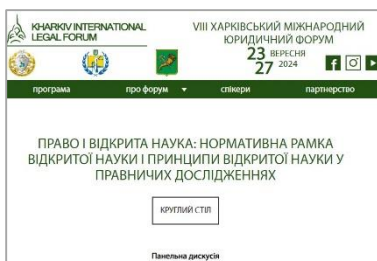 KHARKIV INTERNATIONAL
LEGAL FORUM
VIII ХАРКІВСЬКИЙ МІЖНАРОДНИЙ
ЮРИДИЧНИЙ ФОРУМ
23 ВЕРЕСНЯ
27 2024
програма
про форум
спікери
партнерство
ПРАВО І ВІДКРИТА НАУКА: НОРМАТИВНА РАМКА
ВІДКРИТОЇ НАУКИ І ПРИНЦИПИ ВІДКРИТОЇ НАУКИ У
ПРАВНИЧИХ ДОСЛІДЖЕННЯХ
КРУГЛИЙ СТІЛ
Панельна дискусія